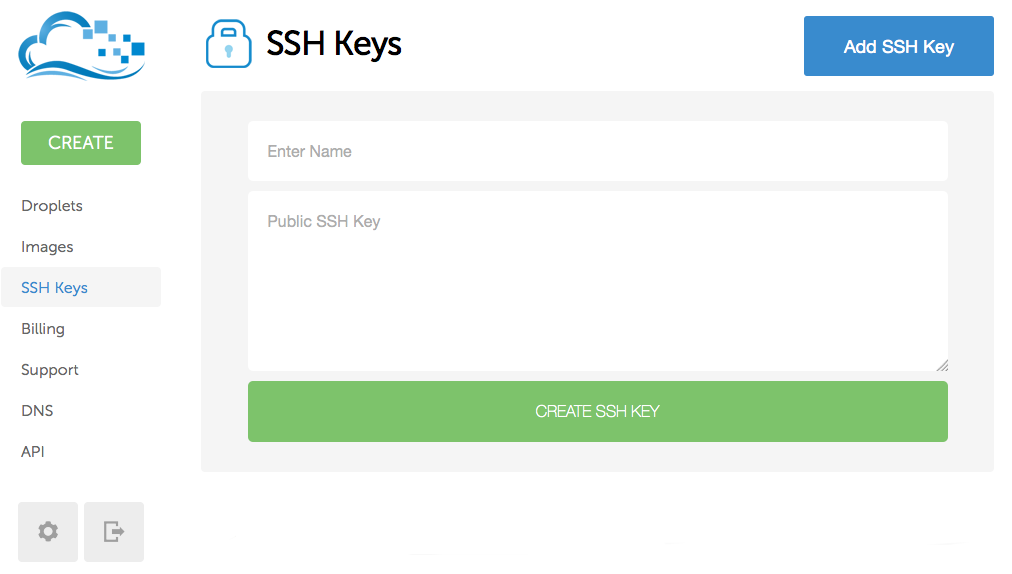 SSH Keys
Add SSH Key
CREATE
Droplets
Images
SSH Keys
Billing
Support
DNS
API
Enter Name
Public SSH Key
CREATE SSH KEY